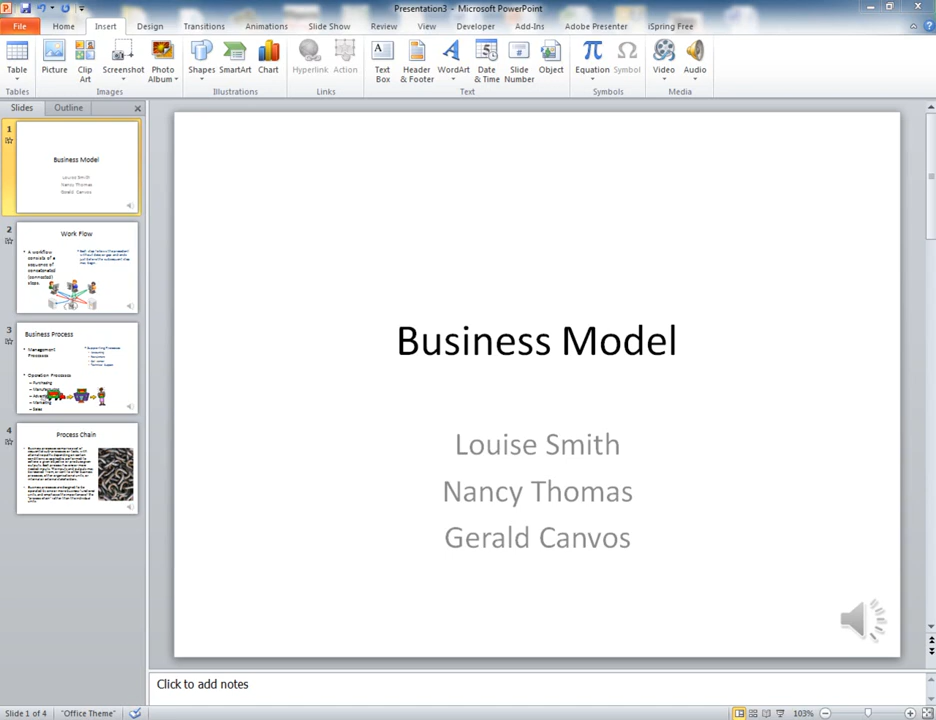 Presentation3 - Microsoft PowerPoint
File Home Insert Design Transitions Animations Slide Show Review View Developer Add-Ins Adobe Presenter iSpring Free
Table Picture Clip Art Screenshot Photo Album Shapes SmartArt Chart Hyperlink Action Text Box Header & Footer WordArt Date & Time Slide Number Object Equation Symbol Video Audio
Tables Images Illustrations Links Text Symbols Media
Slides Outline
1
Business Model
Louise Smith
Nancy Thomas
Gerald Canvos
2
Work Flow
A workflow
consists of a
sequence of
concatenated
(connected)
steps.
3
Business Process
Management
Processes
Operation Processes
– Purchasing
– Marketing
– Sales
4
Process Chain
Business Model
Louise Smith
Nancy Thomas
Gerald Canvos
Click to add notes
Slide 1 of 4 "Office Theme" 103%